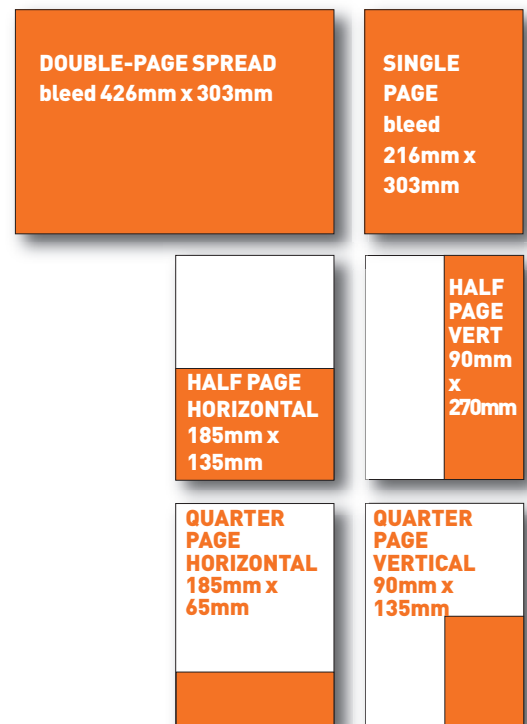 DOUBLE-PAGE SPREAD
bleed 426mm x 303mm
SINGLE
PAGE
bleed
216mm x
303mm
HALF PAGE
HORIZONTAL
185mm x
135mm
HALF
PAGE
VERT
90mm
x
270mm
QUARTER
PAGE
HORIZONTAL
185mm x
65mm
QUARTER
PAGE
VERTICAL
90mm x
135mm